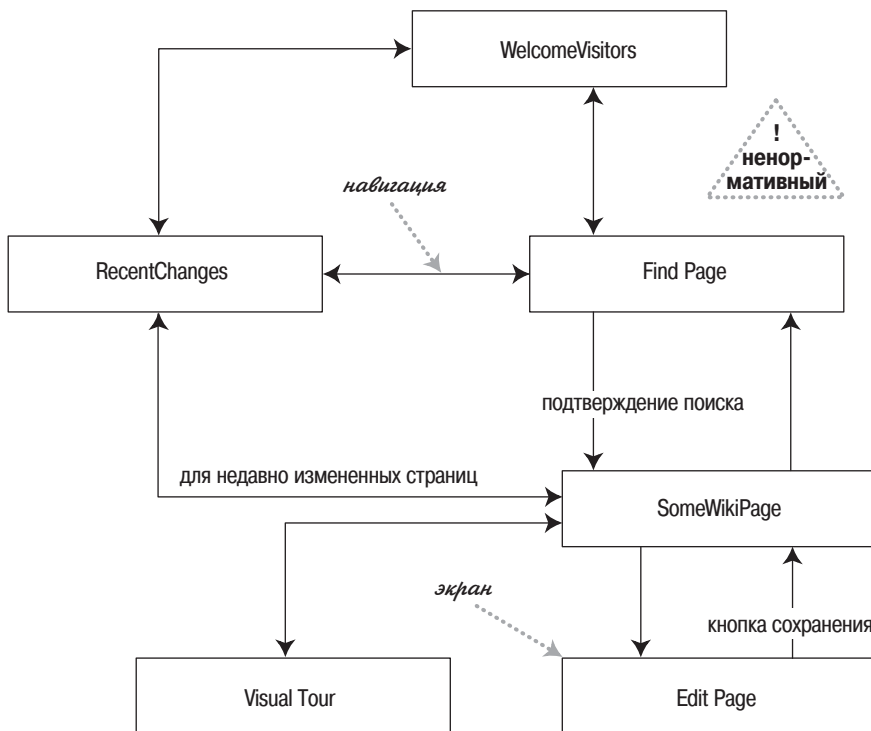 WelcomeVisitors
!
ненор-
мативный
навигация
RecentChanges
Find Page
подтверждение поиска
для недавно измененных страниц
SomeWikiPage
экран
кнопка сохранения
Visual Tour
Edit Page